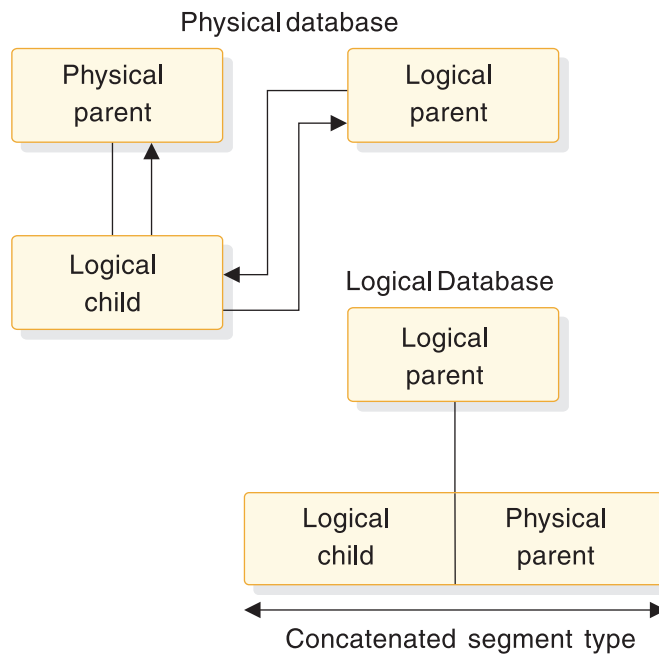 Physical database
Physical
parent
Logical
parent
Logical
child
Logical Database
Logical
parent
Logical
child
Physical
parent
Concatenated segment type